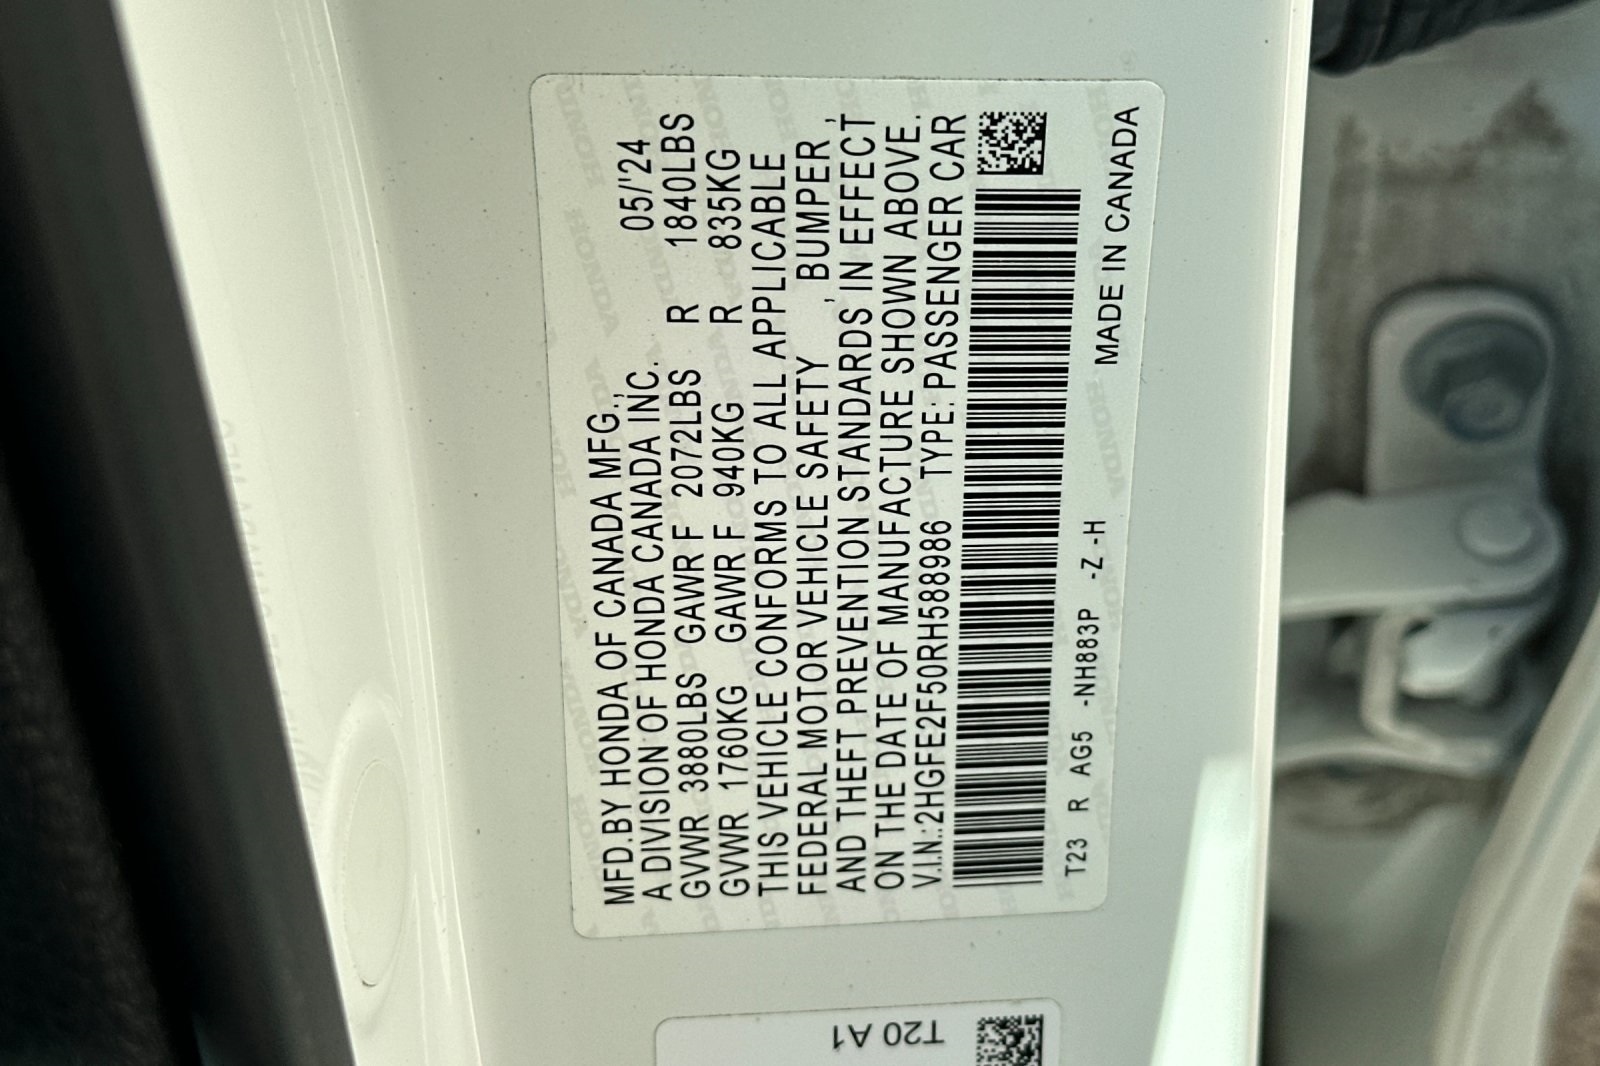 MFD.BY HONDA OF CANADA MFG., 05/'24
A DIVISION OF HONDA CANADA INC.
GVWR 3880LBS GAWR F 2072LBS R 1840LBS
GVWR 1760KG GAWR F 940KG R 835KG
THIS VEHICLE CONFORMS TO ALL APPLICABLE
FEDERAL MOTOR VEHICLE SAFETY, BUMPER,
AND THEFT PREVENTION STANDARDS IN EFFECT
ON THE DATE OF MANUFACTURE SHOWN ABOVE.
V.I.N.:2HGFE2F50RH588986 TYPE: PASSENGER CAR
T23 R AG5 -NH883P -Z -H MADE IN CANADA
T20 A1